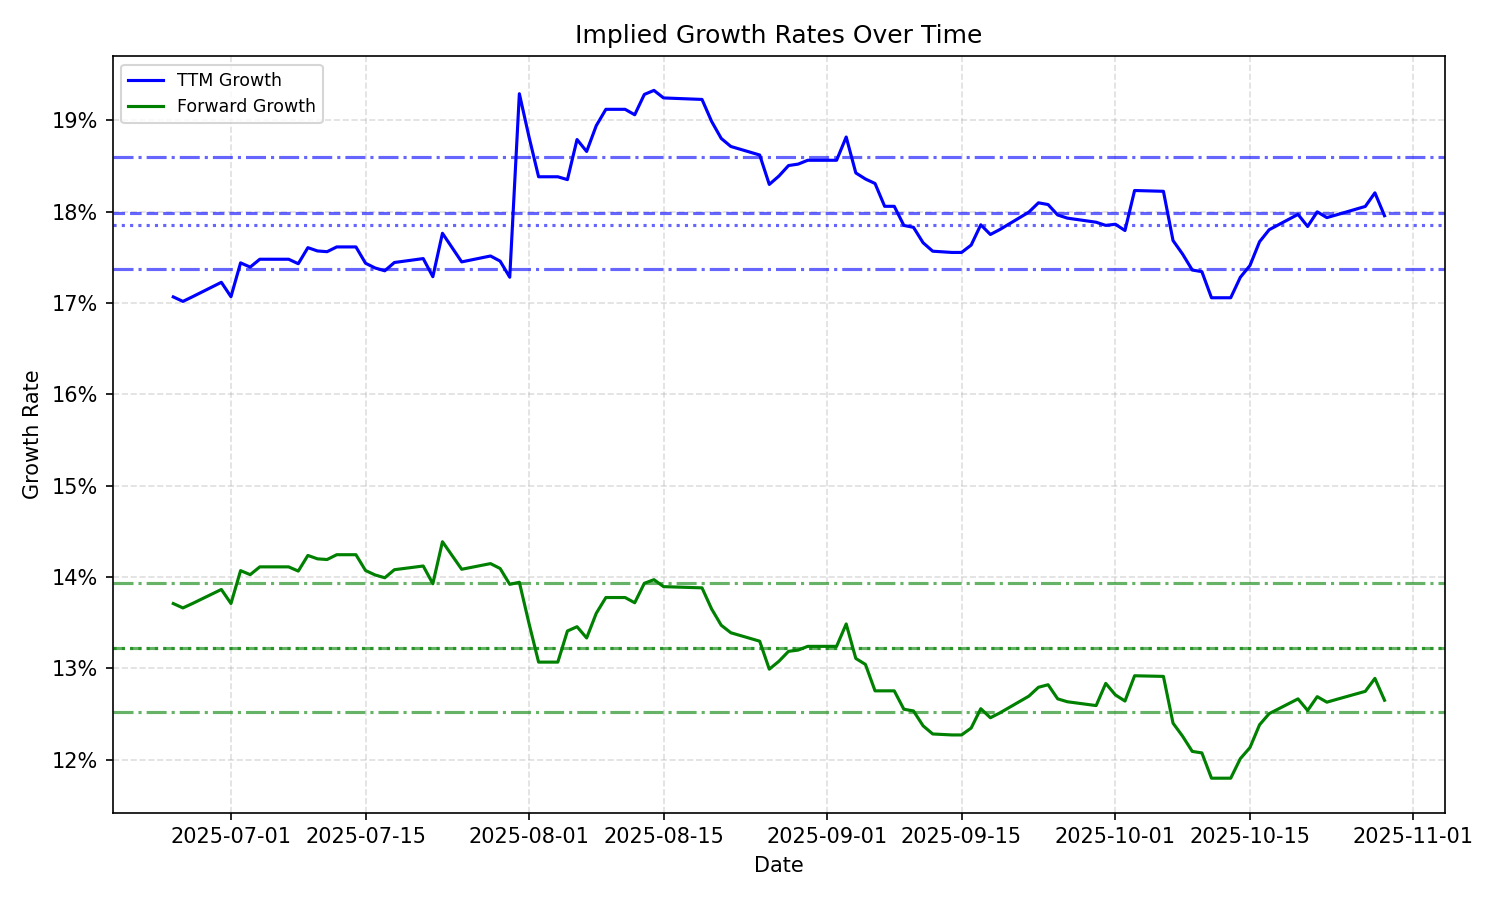 Implied Growth Rates Over Time
TTM Growth
Forward Growth
Growth Rate
19%
18%
17%
16%
15%
14%
13%
12%
2025-07-01 2025-07-15 2025-08-01 2025-08-15 2025-09-01 2025-09-15 2025-10-01 2025-10-15 2025-11-01
Date